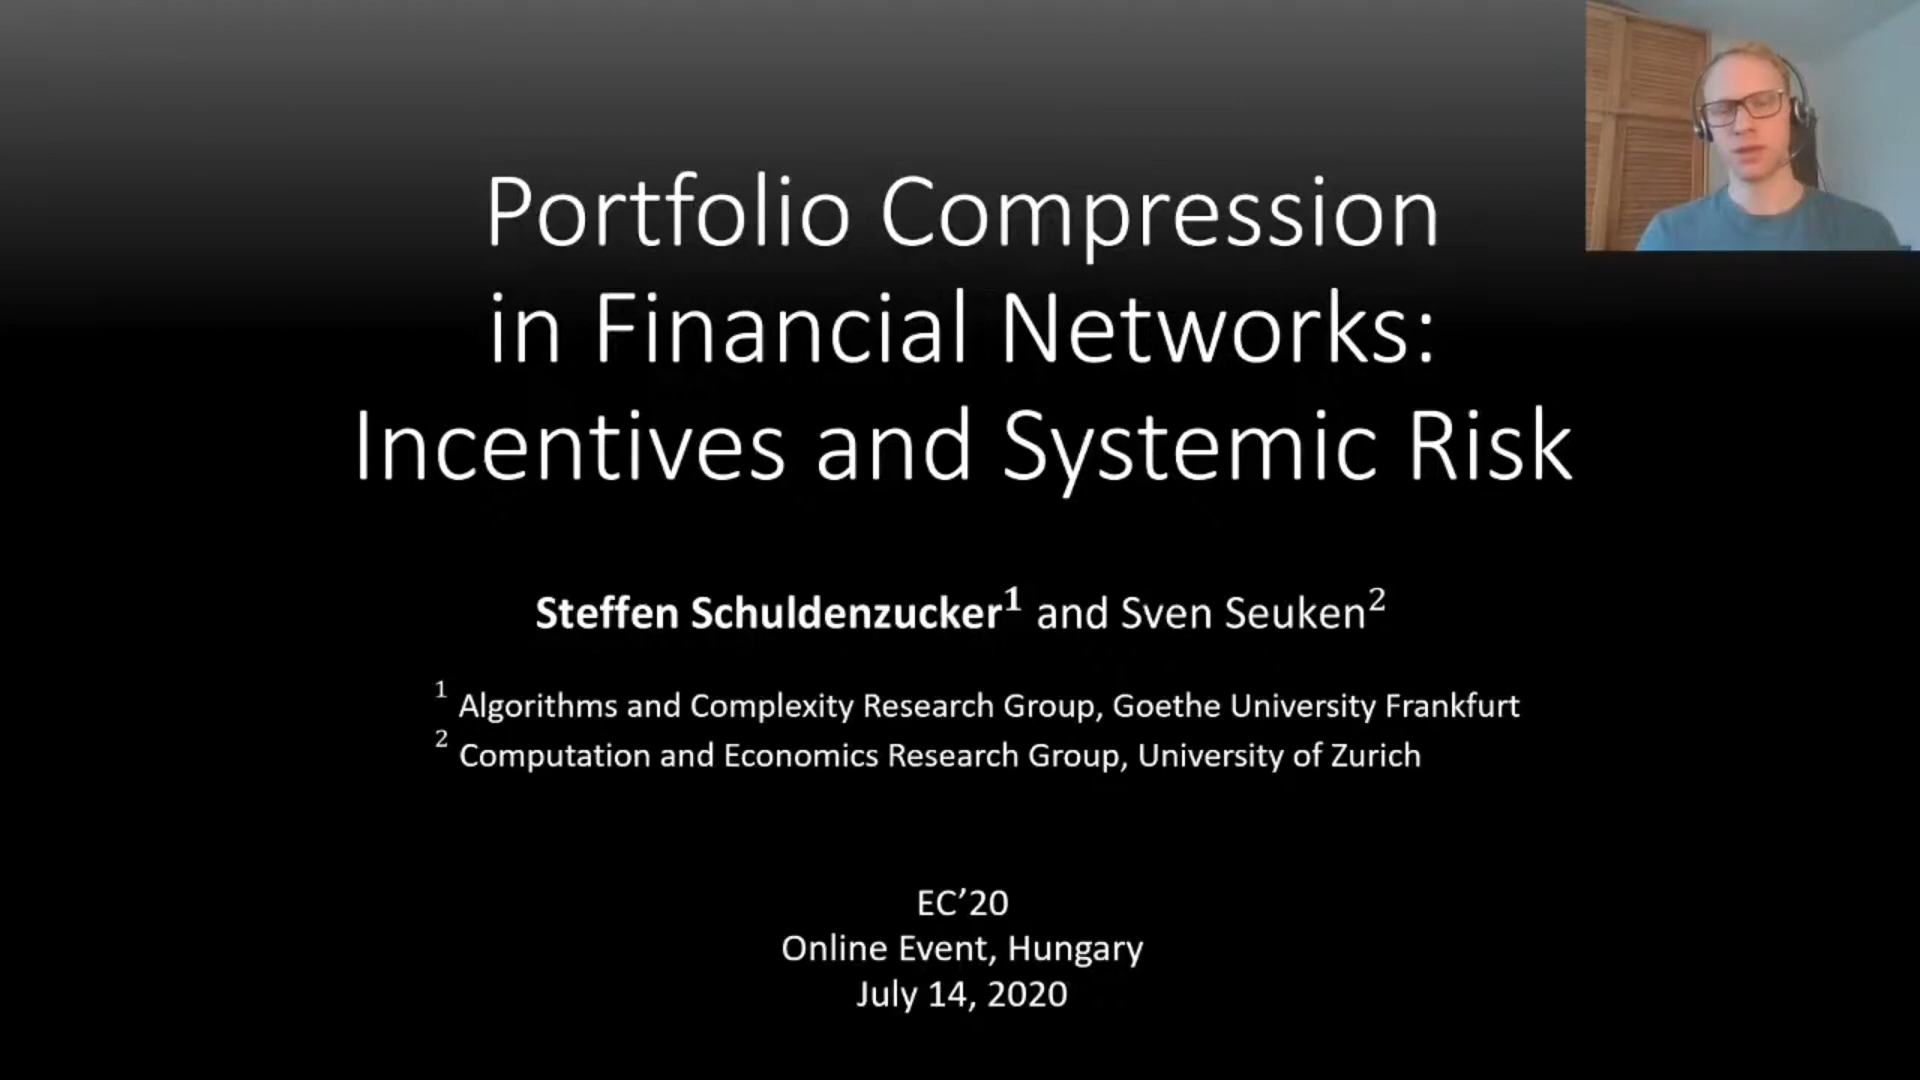 Portfolio Compression
in Financial Networks:
Incentives and Systemic Risk
Steffen Schuldenzucker¹ and Sven Seuken²
¹ Algorithms and Complexity Research Group, Goethe University Frankfurt
² Computation and Economics Research Group, University of Zurich
EC’20
Online Event, Hungary
July 14, 2020